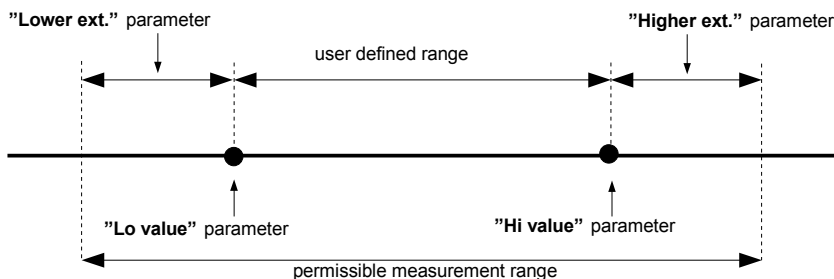 ”Lower ext.” parameter
”Higher ext.” parameter
user defined range
”Lo value” parameter
”Hi value” parameter
permissible measurement range